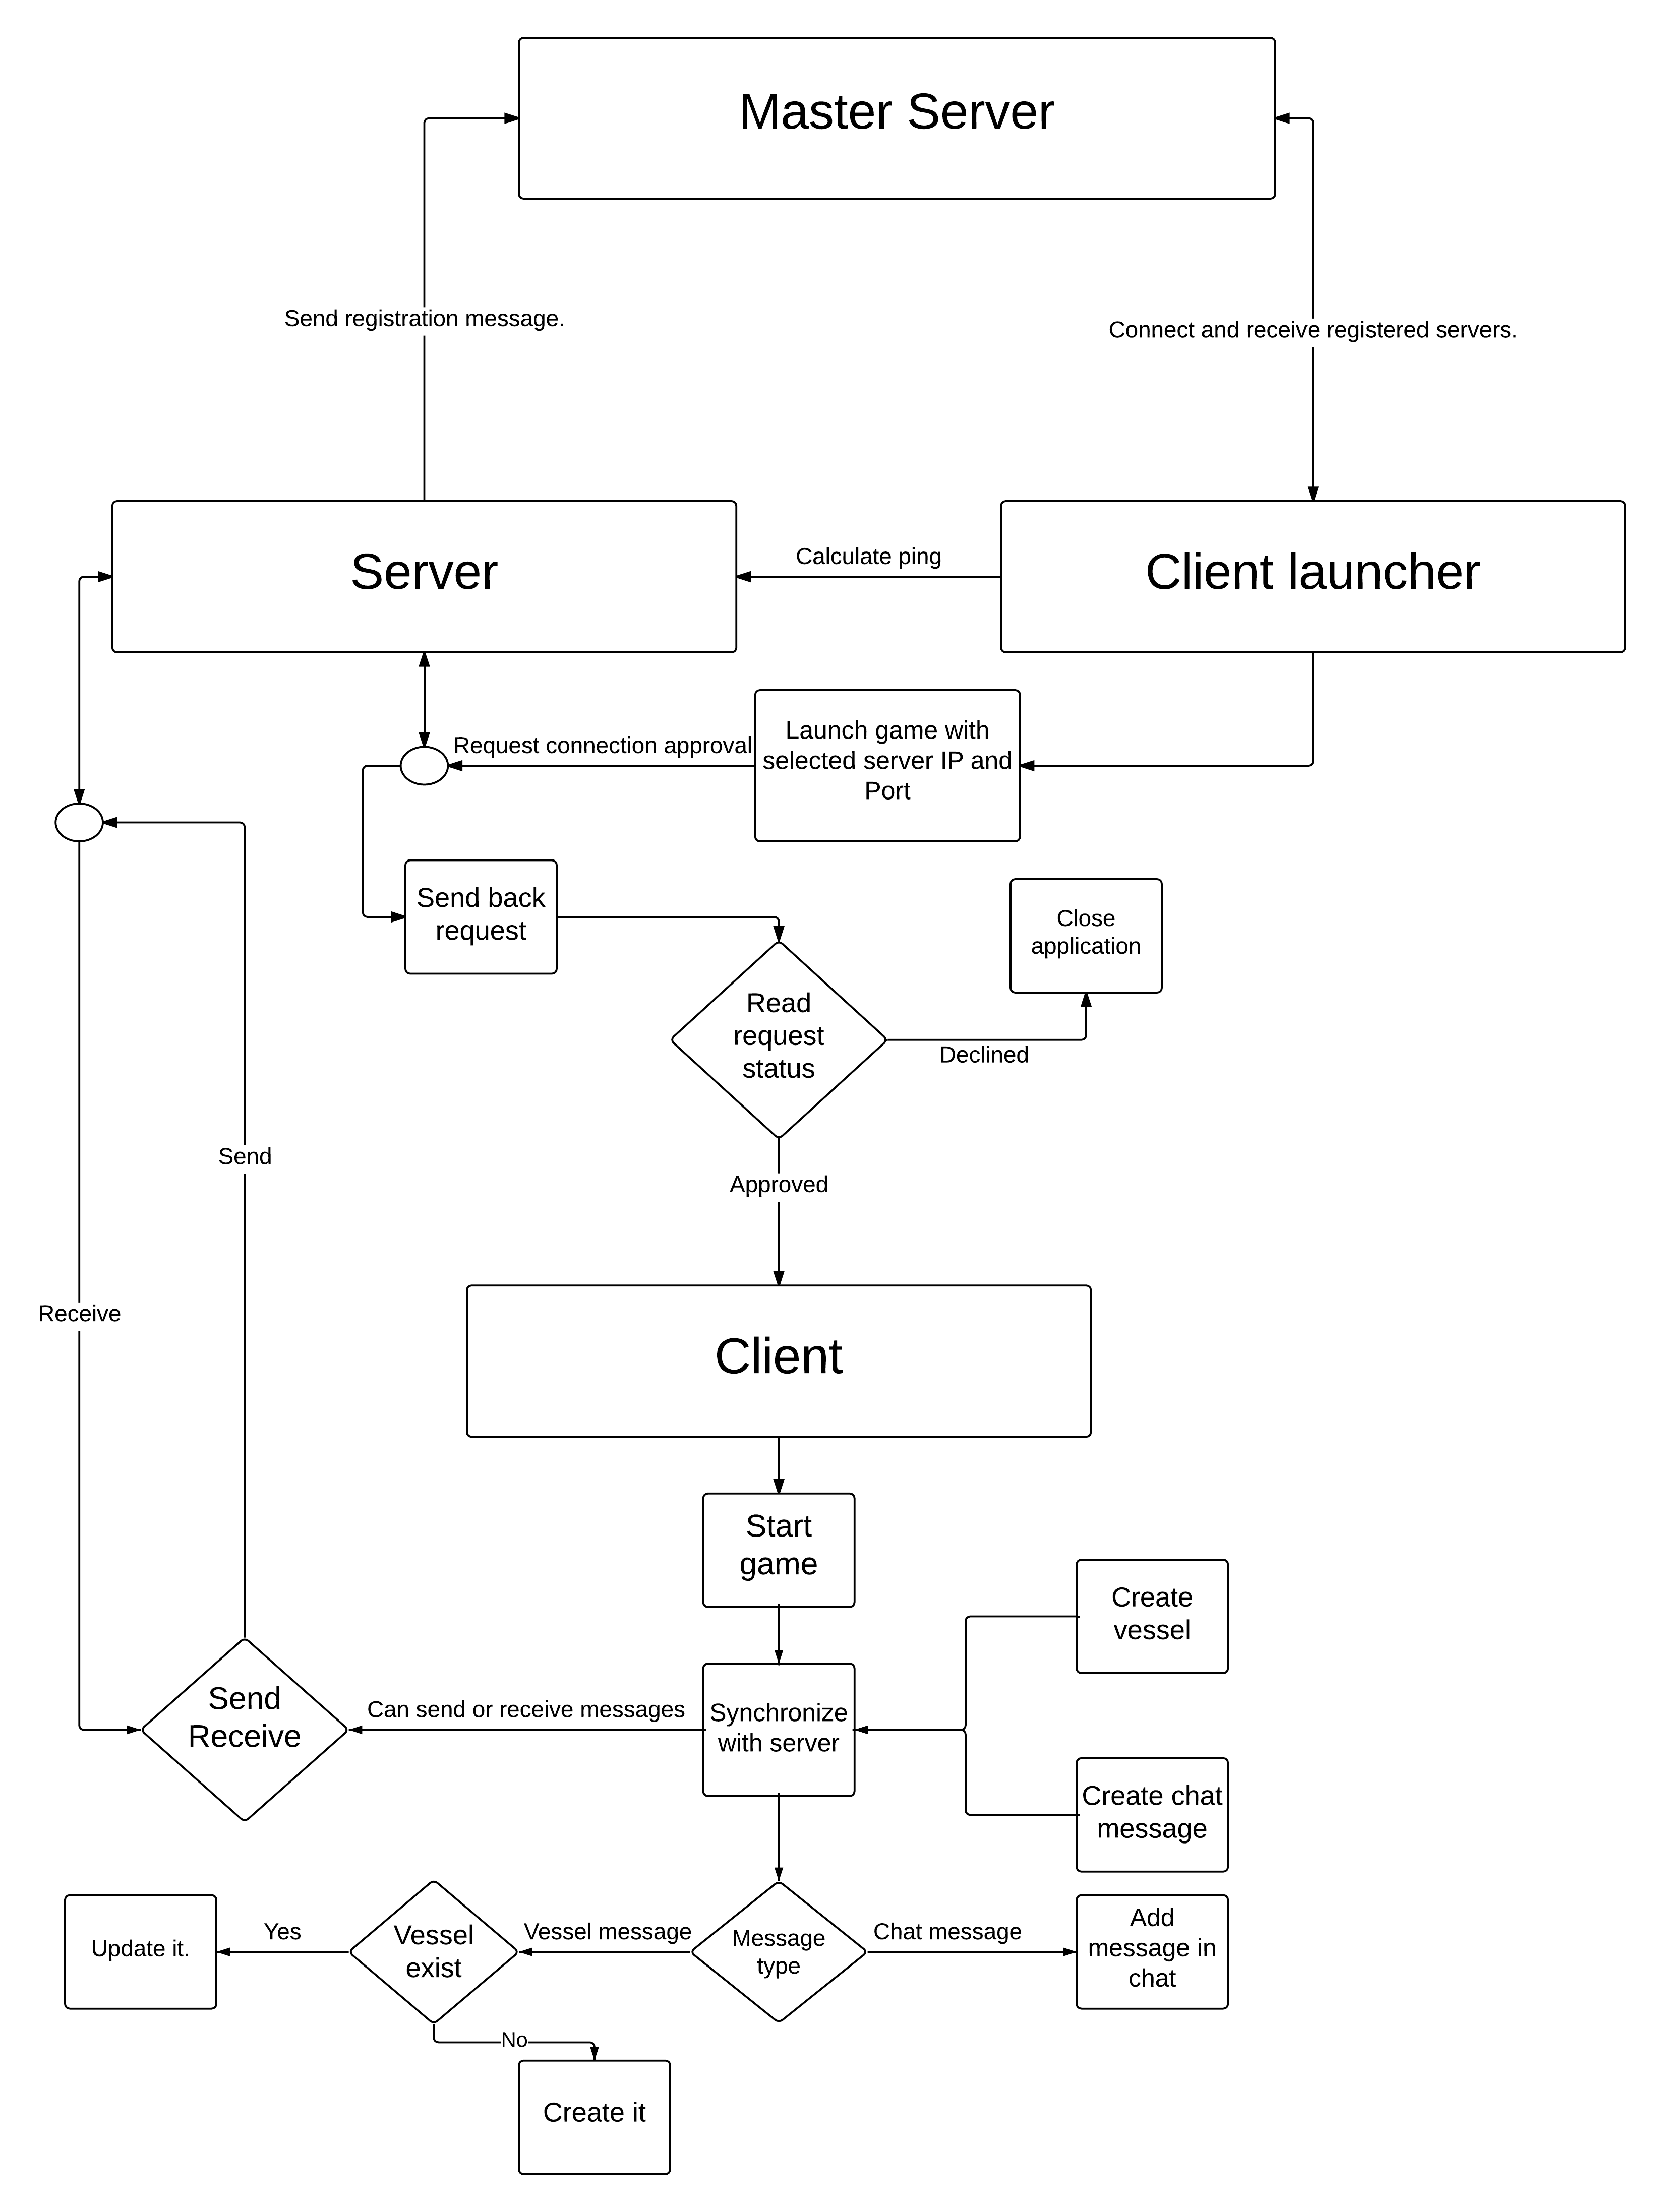 Master Server
Send registration message.
Connect and receive registered servers.
Server
Calculate ping
Client launcher
Request connection approval
Launch game with
selected server IP and
Port
Send back
request
Close
application
Read
request
status
Declined
Send
Approved
Receive
Client
Start
game
Create
vessel
Send
Receive
Can send or receive messages
Synchronize
with server
Create chat
message
Update it.
Yes
Vessel
exist
Vessel message
Message
type
Chat message
Add
message in
chat
No
Create it